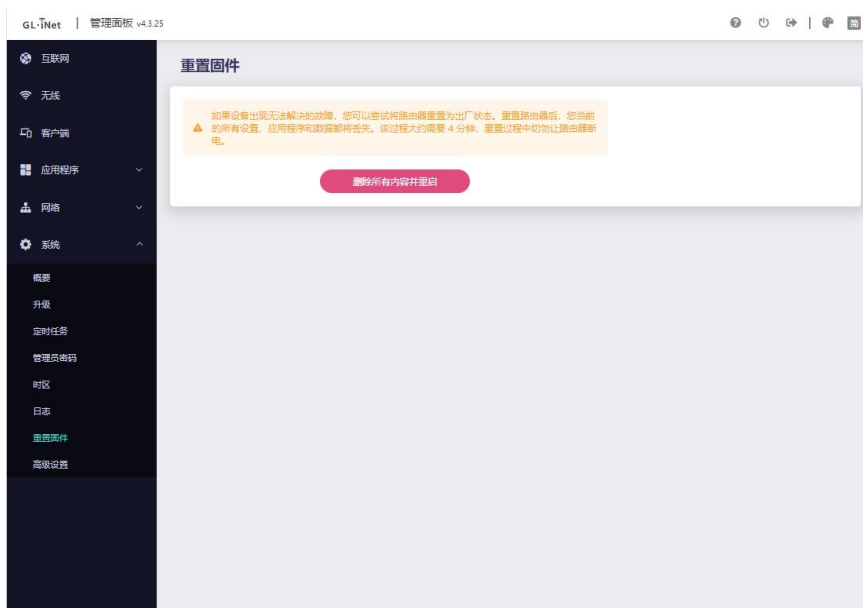 GL·iNet | 管理面板 v4.3.25
简
互联网
无线
客户端
应用程序
网络
系统
概要
升级
定时任务
管理员密码
时区
日志
重置固件
高级设置
重置固件
如果设备出现无法解决的故障，您可以尝试将路由器重置为出厂状态。重置路由器后，您当前
的所有设置、应用程序和数据都将丢失。该过程大约需要 4 分钟，重置过程中切勿让路由器断
电。
删除所有内容并重启